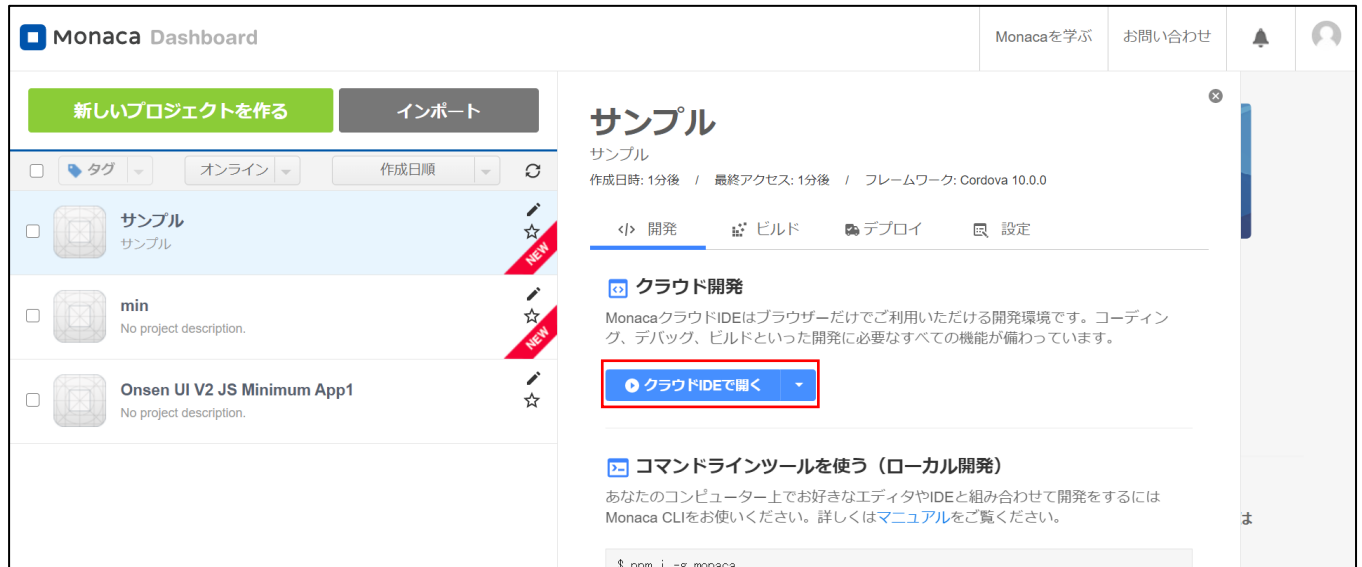 Monaca Dashboard
Monacaを学ぶ
お問い合わせ
新しいプロジェクトを作る
インポート
タグ
オンライン
作成日順
サンプル
サンプル
NEW
min
No project description.
NEW
Onsen UI V2 JS Minimum App1
No project description.
サンプル
サンプル
作成日時: 1分後 / 最終アクセス: 1分後 / フレームワーク: Cordova 10.0.0
開発
ビルド
デプロイ
設定
クラウド開発
MonacaクラウドIDEはブラウザーだけでご利用いただける開発環境です。コーディン
グ、デバッグ、ビルドといった開発に必要なすべての機能が備わっています。
クラウドIDEで開く
コマンドラインツールを使う（ローカル開発）
あなたのコンピューター上でお好きなエディタやIDEと組み合わせて開発をするには
Monaca CLIをお使いください。詳しくはマニュアルをご覧ください。
は
$ npm i -g monaca